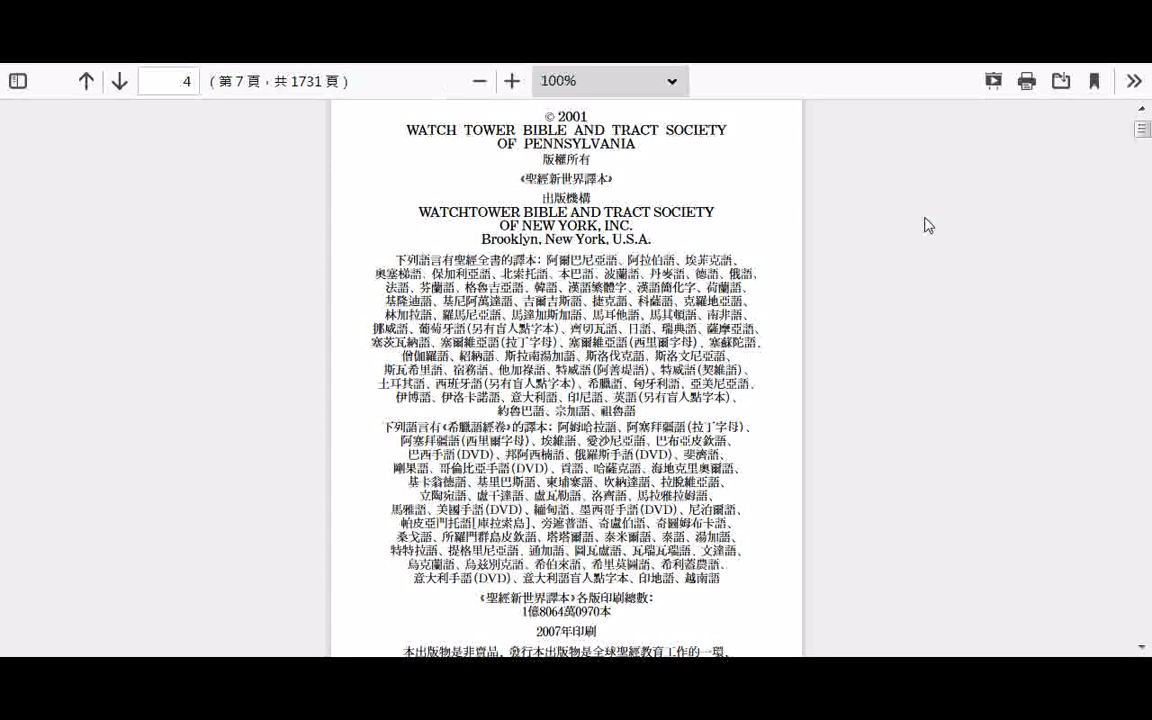 4
( 第 7 頁，共 1731 頁 )
100%
© 2001
WATCH TOWER BIBLE AND TRACT SOCIETY
OF PENNSYLVANIA
版權所有
《聖經新世界譯本》
出版機構
WATCHTOWER BIBLE AND TRACT SOCIETY
OF NEW YORK, INC.
Brooklyn, New York, U.S.A.
下列語言有聖經全書的譯本：阿爾巴尼亞語、阿拉伯語、埃菲克語、
奧塞梯語、保加利亞語、北索托語、本巴語、波蘭語、丹麥語、德語、俄語、
法語、芬蘭語、格魯吉亞語、韓語、漢語繁體字、漢語簡化字、荷蘭語、
基隆迪語、基尼阿萬達語、吉爾吉斯語、捷克語、科薩語、克羅地亞語、
林加拉語、羅馬尼亞語、馬達加斯加語、馬耳他語、馬其頓語、南非語、
挪威語、葡萄牙語(另有盲人點字本)、齊切瓦語、日語、瑞典語、薩摩亞語、
塞茨瓦納語、塞爾維亞語(拉丁字母)、塞爾維亞語(西里爾字母)、塞蘇陀語、
僧伽羅語、紹納語、斯拉南湯加語、斯洛伐克語、斯洛文尼亞語、
斯瓦希里語、宿務語、他加祿語、特威語(阿善堤語)、特威語(契維語)、
土耳其語、西班牙語(另有盲人點字本)、希臘語、匈牙利語、亞美尼亞語、
伊博語、伊洛卡諾語、意大利語、印尼語、英語(另有盲人點字本)、
約魯巴語、宗加語、祖魯語
下列語言有《希臘語經卷》的譯本：阿姆哈拉語、阿塞拜疆語(拉丁字母)、
阿塞拜疆語(西里爾字母)、埃維語、愛沙尼亞語、巴布亞皮欽語、
巴西手語(DVD)、邦阿西楠語、俄羅斯手語(DVD)、斐濟語、
剛果語、哥倫比亞手語(DVD)、貢語、哈薩克語、海地克里奧爾語、
基卡翁德語、基里巴斯語、柬埔寨語、坎納達語、拉脫維亞語、
立陶宛語、盧干達語、盧瓦勒語、洛齊語、馬拉雅拉姆語、
馬雅語、美國手語(DVD)、緬甸語、墨西哥手語(DVD)、尼泊爾語、
帕皮亞門托語[庫拉索島]、旁遮普語、奇盧伯語、奇圖姆布卡語、
桑戈語、所羅門群島皮欽語、塔塔爾語、泰米爾語、泰語、湯加語、
特特拉語、提格里尼亞語、通加語、圖瓦盧語、瓦瑞瓦瑞語、文達語、
烏克蘭語、烏茲別克語、希伯來語、希里莫圖語、希利蓋農語、
意大利手語(DVD)、意大利語盲人點字本、印地語、越南語
《聖經新世界譯本》各版印刷總數：
1億8064萬0970本
2007年印刷
本出版物是非賣品，發行本出版物是全球聖經教育工作的一環，